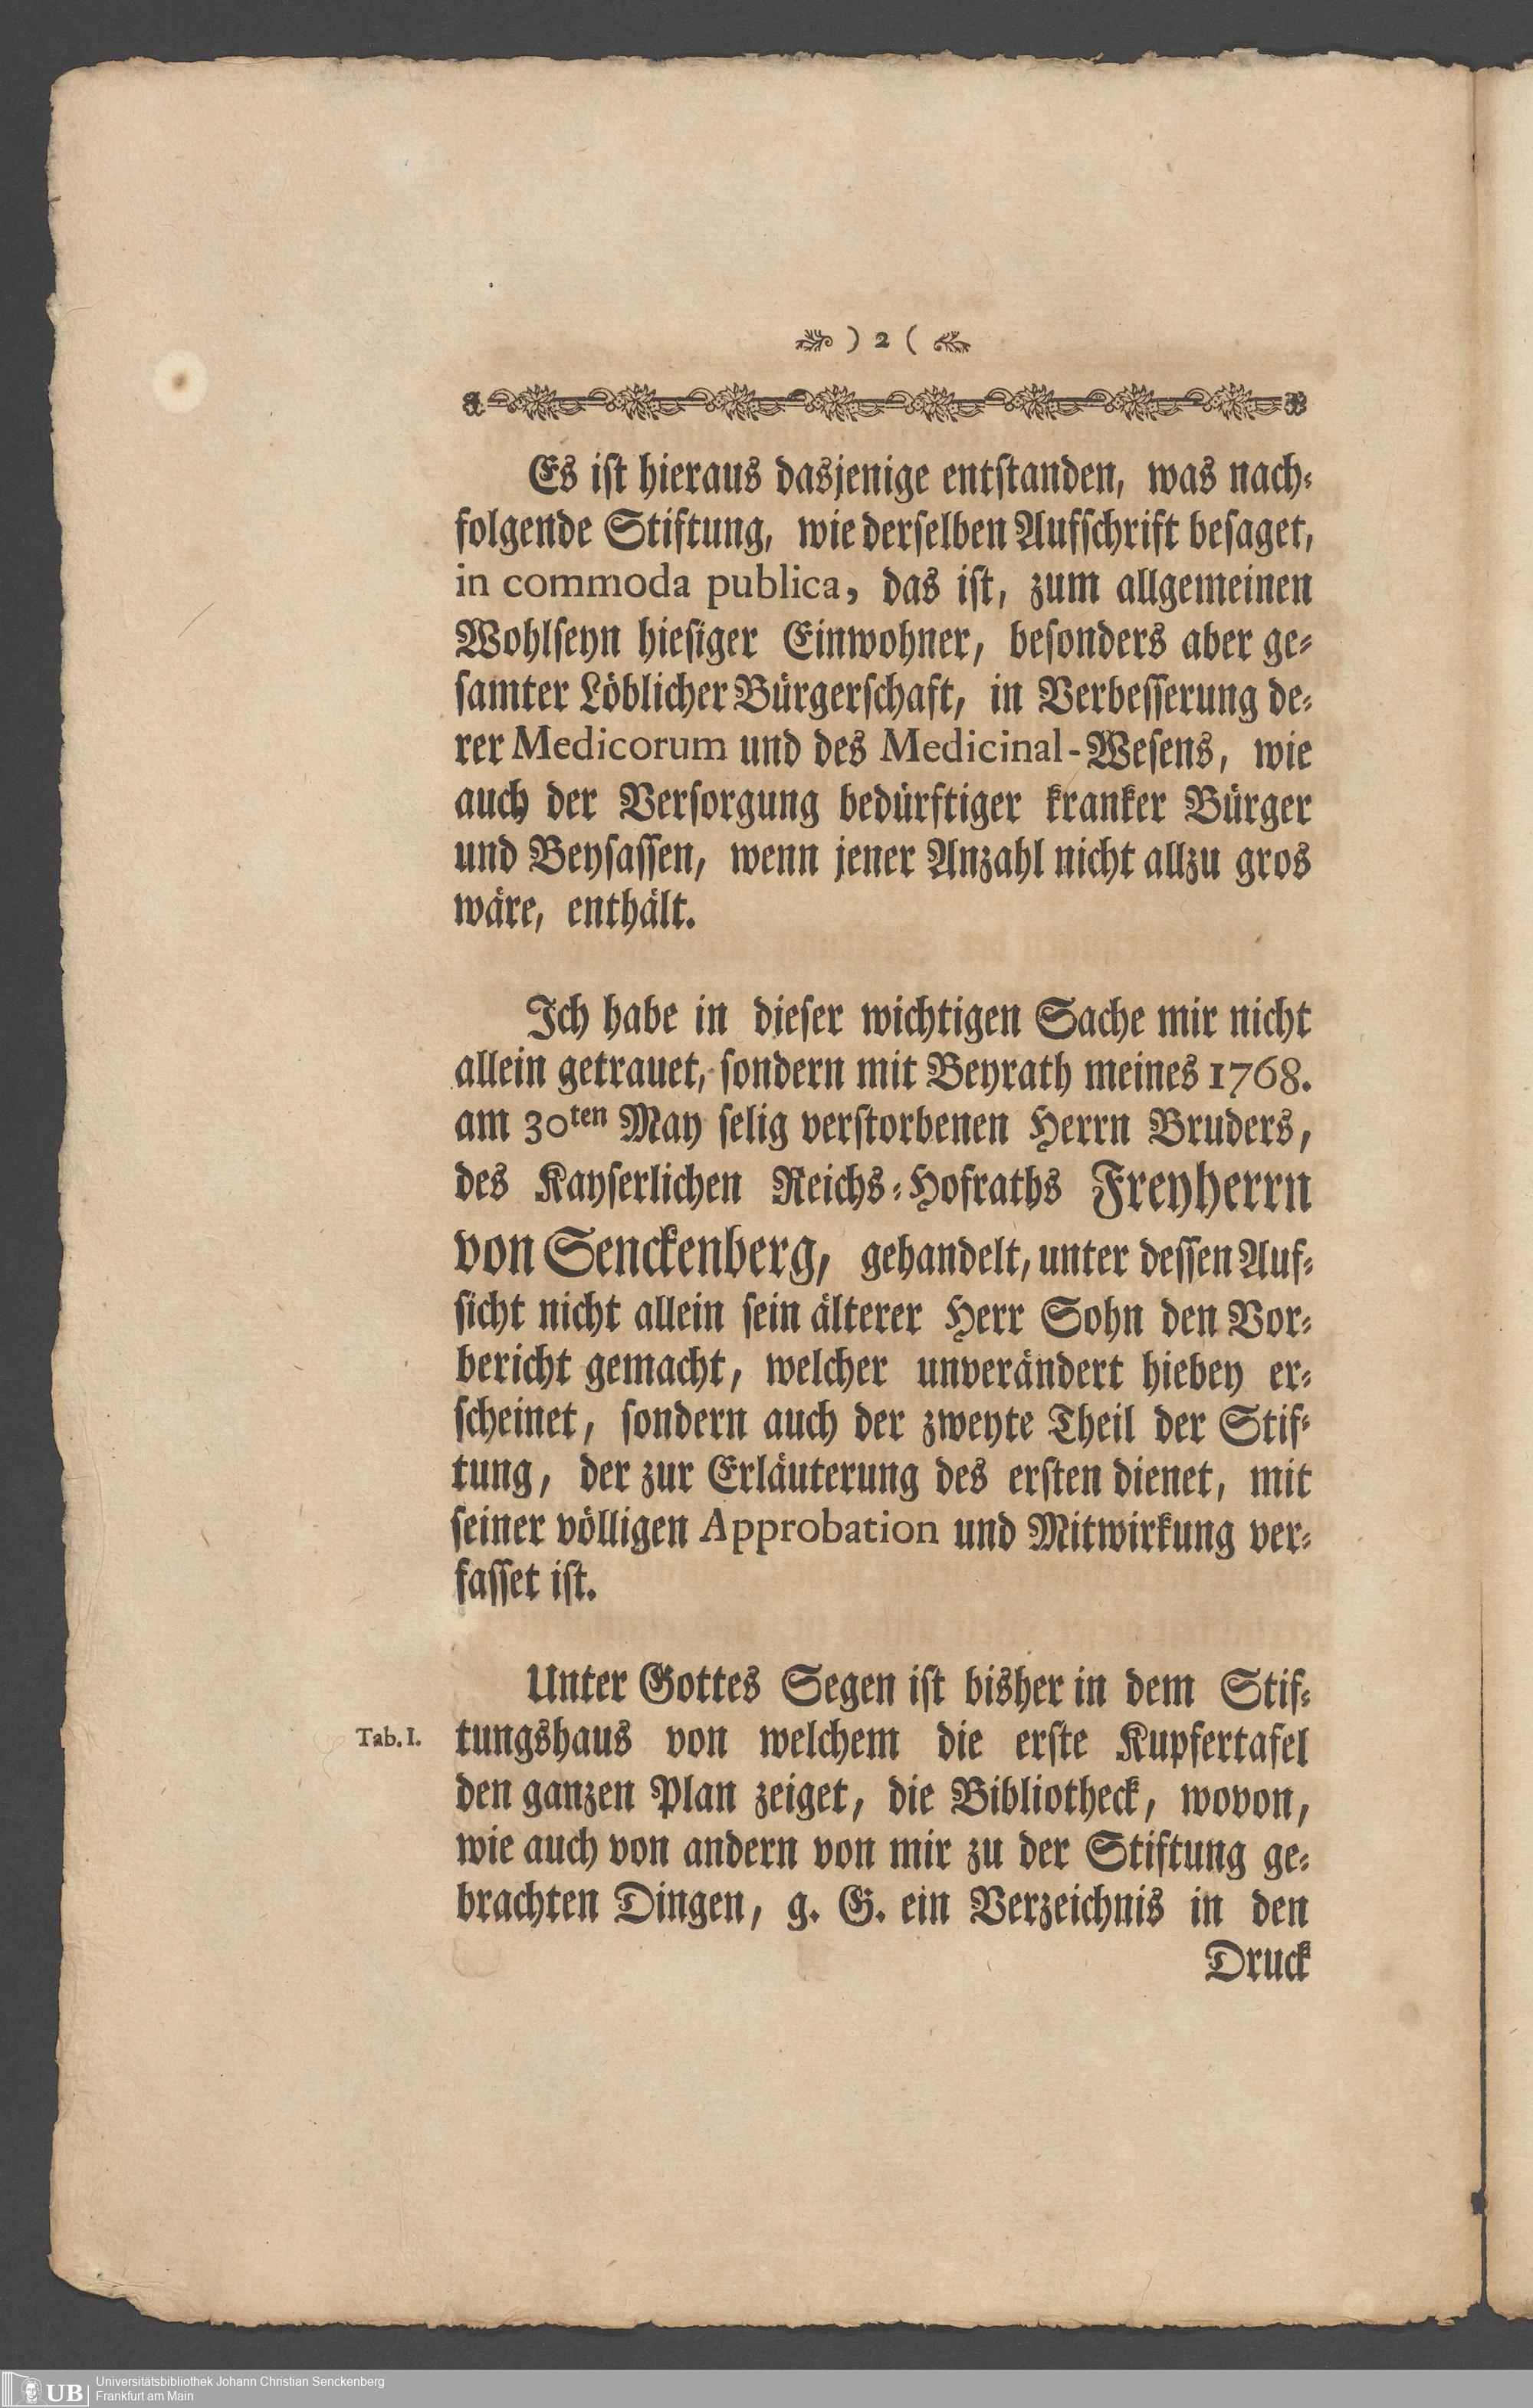 ) 2 (
Es ist hieraus dasjenige entstanden, was nach-
folgende Stiftung, wie derselben Aufschrift besaget,
in commoda publica, das ist, zum allgemeinen
Wohlseyn hiesiger Einwohner, besonders aber ge-
samter Löblicher Bürgerschaft, in Verbesserung de-
rer Medicorum und des Medicinal-Wesens, wie
auch der Versorgung bedürftiger kranker Bürger
und Beysassen, wenn jener Anzahl nicht allzu gros
wäre, enthält.
Ich habe in dieser wichtigen Sache mir nicht
allein getrauet, sondern mit Beyrath meines 1768.
am 30ten May selig verstorbenen Herrn Bruders,
des Kayserlichen Reichs-Hofraths Freyherrn
von Senckenberg, gehandelt, unter dessen Auf-
sicht nicht allein sein älterer Herr Sohn den Vor-
bericht gemacht, welcher unverändert hiebey er-
scheinet, sondern auch der zweyte Theil der Stif-
tung, der zur Erläuterung des ersten dienet, mit
seiner völligen Approbation und Mitwirkung ver-
fasset ist.
Unter Gottes Segen ist bisher in dem Stif-
Tab. I. tungshaus von welchem die erste Kupfertafel
den ganzen Plan zeiget, die Bibliotheck, wovon,
wie auch von andern von mir zu der Stiftung ge-
brachten Dingen, g. G. ein Verzeichnis in den
Druck
UB Universitätsbibliothek Johann Christian Senckenberg
Frankfurt am Main